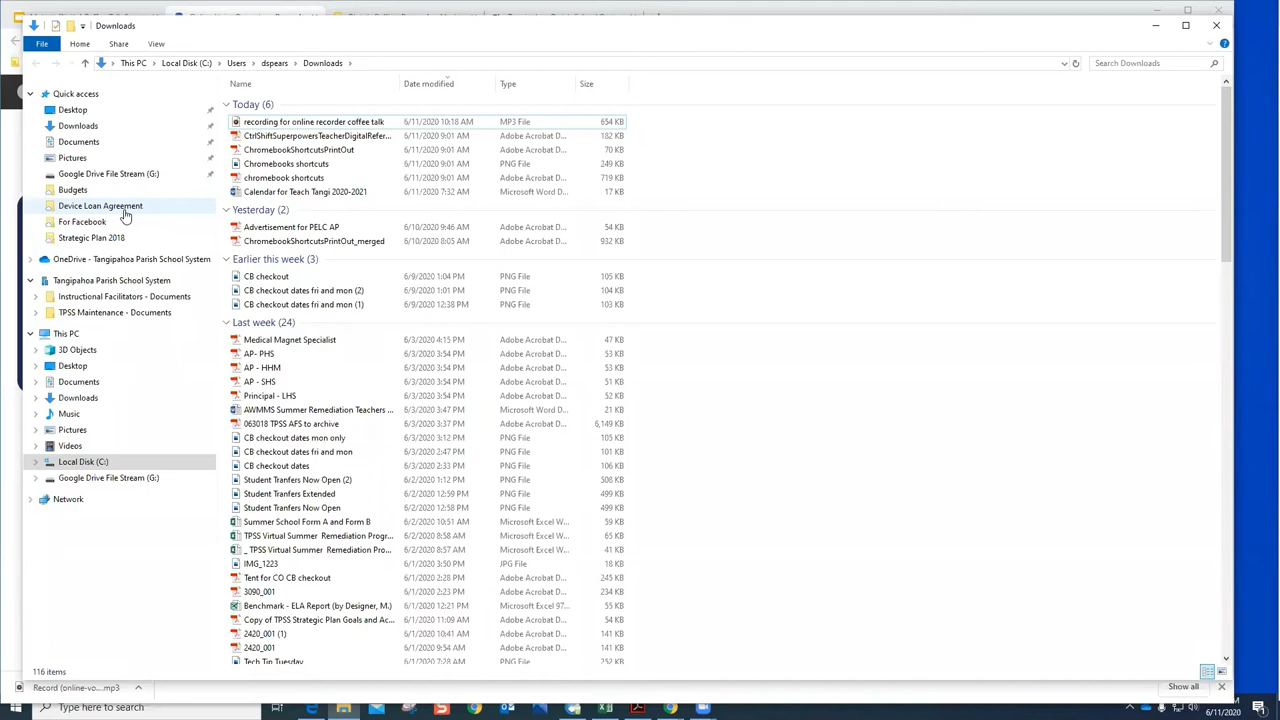 Downloads
File Home Share View
This PC Local Disk (C:) Users dspears Downloads Search Downloads
Name Date modified Type Size
Quick access
Desktop
Downloads
Documents
Pictures
Google Drive File Stream (G:)
Budgets
Device Loan Agreement
For Facebook
Strategic Plan 2018
OneDrive - Tangipahoa Parish School System
Tangipahoa Parish School System
Instructional Facilitators - Documents
TPSS Maintenance - Documents
This PC
3D Objects
Desktop
Documents
Downloads
Music
Pictures
Videos
Local Disk (C:)
Google Drive File Stream (G:)
Network
Today (6)
recording for online recorder coffee talk 6/11/2020 10:18 AM MP3 File 654 KB
CtrlShiftSuperpowersTeacherDigitalRefer... 6/11/2020 9:01 AM Adobe Acrobat D... 182 KB
ChromebookShortcutsPrintOut 6/11/2020 9:01 AM Adobe Acrobat D... 70 KB
Chromebooks shortcuts 6/11/2020 9:01 AM PNG File 249 KB
chromebook shortcuts 6/11/2020 9:01 AM Adobe Acrobat D... 719 KB
Calendar for Teach Tangi 2020-2021 6/11/2020 7:32 AM Microsoft Word D... 17 KB
Yesterday (2)
Advertisement for PELC AP 6/10/2020 9:46 AM Adobe Acrobat D... 54 KB
ChromebookShortcutsPrintOut_merged 6/10/2020 8:05 AM Adobe Acrobat D... 932 KB
Earlier this week (3)
CB checkout 6/9/2020 1:04 PM PNG File 105 KB
CB checkout dates fri and mon (2) 6/9/2020 1:01 PM PNG File 104 KB
CB checkout dates fri and mon (1) 6/9/2020 12:38 PM PNG File 103 KB
Last week (24)
Medical Magnet Specialist 6/3/2020 4:15 PM Adobe Acrobat D... 47 KB
AP- PHS 6/3/2020 3:54 PM Adobe Acrobat D... 53 KB
AP - HHM 6/3/2020 3:54 PM Adobe Acrobat D... 53 KB
AP - SHS 6/3/2020 3:54 PM Adobe Acrobat D... 51 KB
Principal - LHS 6/3/2020 3:54 PM Adobe Acrobat D... 52 KB
AWMMS Summer Remediation Teachers ... 6/3/2020 3:47 PM Microsoft Word D... 21 KB
063018 TPSS AFS to archive 6/3/2020 3:37 PM Adobe Acrobat D... 6,149 KB
CB checkout dates mon only 6/3/2020 3:12 PM PNG File 105 KB
CB checkout dates fri and mon 6/3/2020 2:47 PM PNG File 101 KB
CB checkout dates 6/3/2020 2:33 PM PNG File 106 KB
Student Tranfers Now Open (2) 6/2/2020 1:12 PM PNG File 508 KB
Student Tranfers Extended 6/2/2020 12:59 PM PNG File 499 KB
Student Tranfers Now Open 6/2/2020 12:58 PM PNG File 499 KB
Summer School Form A and Form B 6/2/2020 10:51 AM Microsoft Excel W... 59 KB
TPSS Virtual Summer Remediation Progr... 6/2/2020 8:58 AM Microsoft Excel W... 65 KB
_ TPSS Virtual Summer Remediation Pro... 6/2/2020 8:57 AM Microsoft Excel W... 41 KB
IMG_1223 6/1/2020 3:50 PM JPG File 18 KB
Tent for CO CB checkout 6/1/2020 2:28 PM Adobe Acrobat D... 245 KB
3090_001 6/1/2020 2:28 PM Adobe Acrobat D... 234 KB
Benchmark - ELA Report (by Designer, M.) 6/1/2020 12:21 PM Microsoft Excel 97... 55 KB
Copy of TPSS Strategic Plan Goals and Ac... 6/1/2020 11:09 AM Adobe Acrobat D... 54 KB
2420_001 (1) 6/1/2020 10:41 AM Adobe Acrobat D... 141 KB
2420_001 6/1/2020 9:54 AM Adobe Acrobat D... 141 KB
Tech Tip Tuesday 6/1/2020 7:28 AM PNG File 252 KB
116 items
Record (online-vo....mp3 Show all
Type here to search 6/11/2020